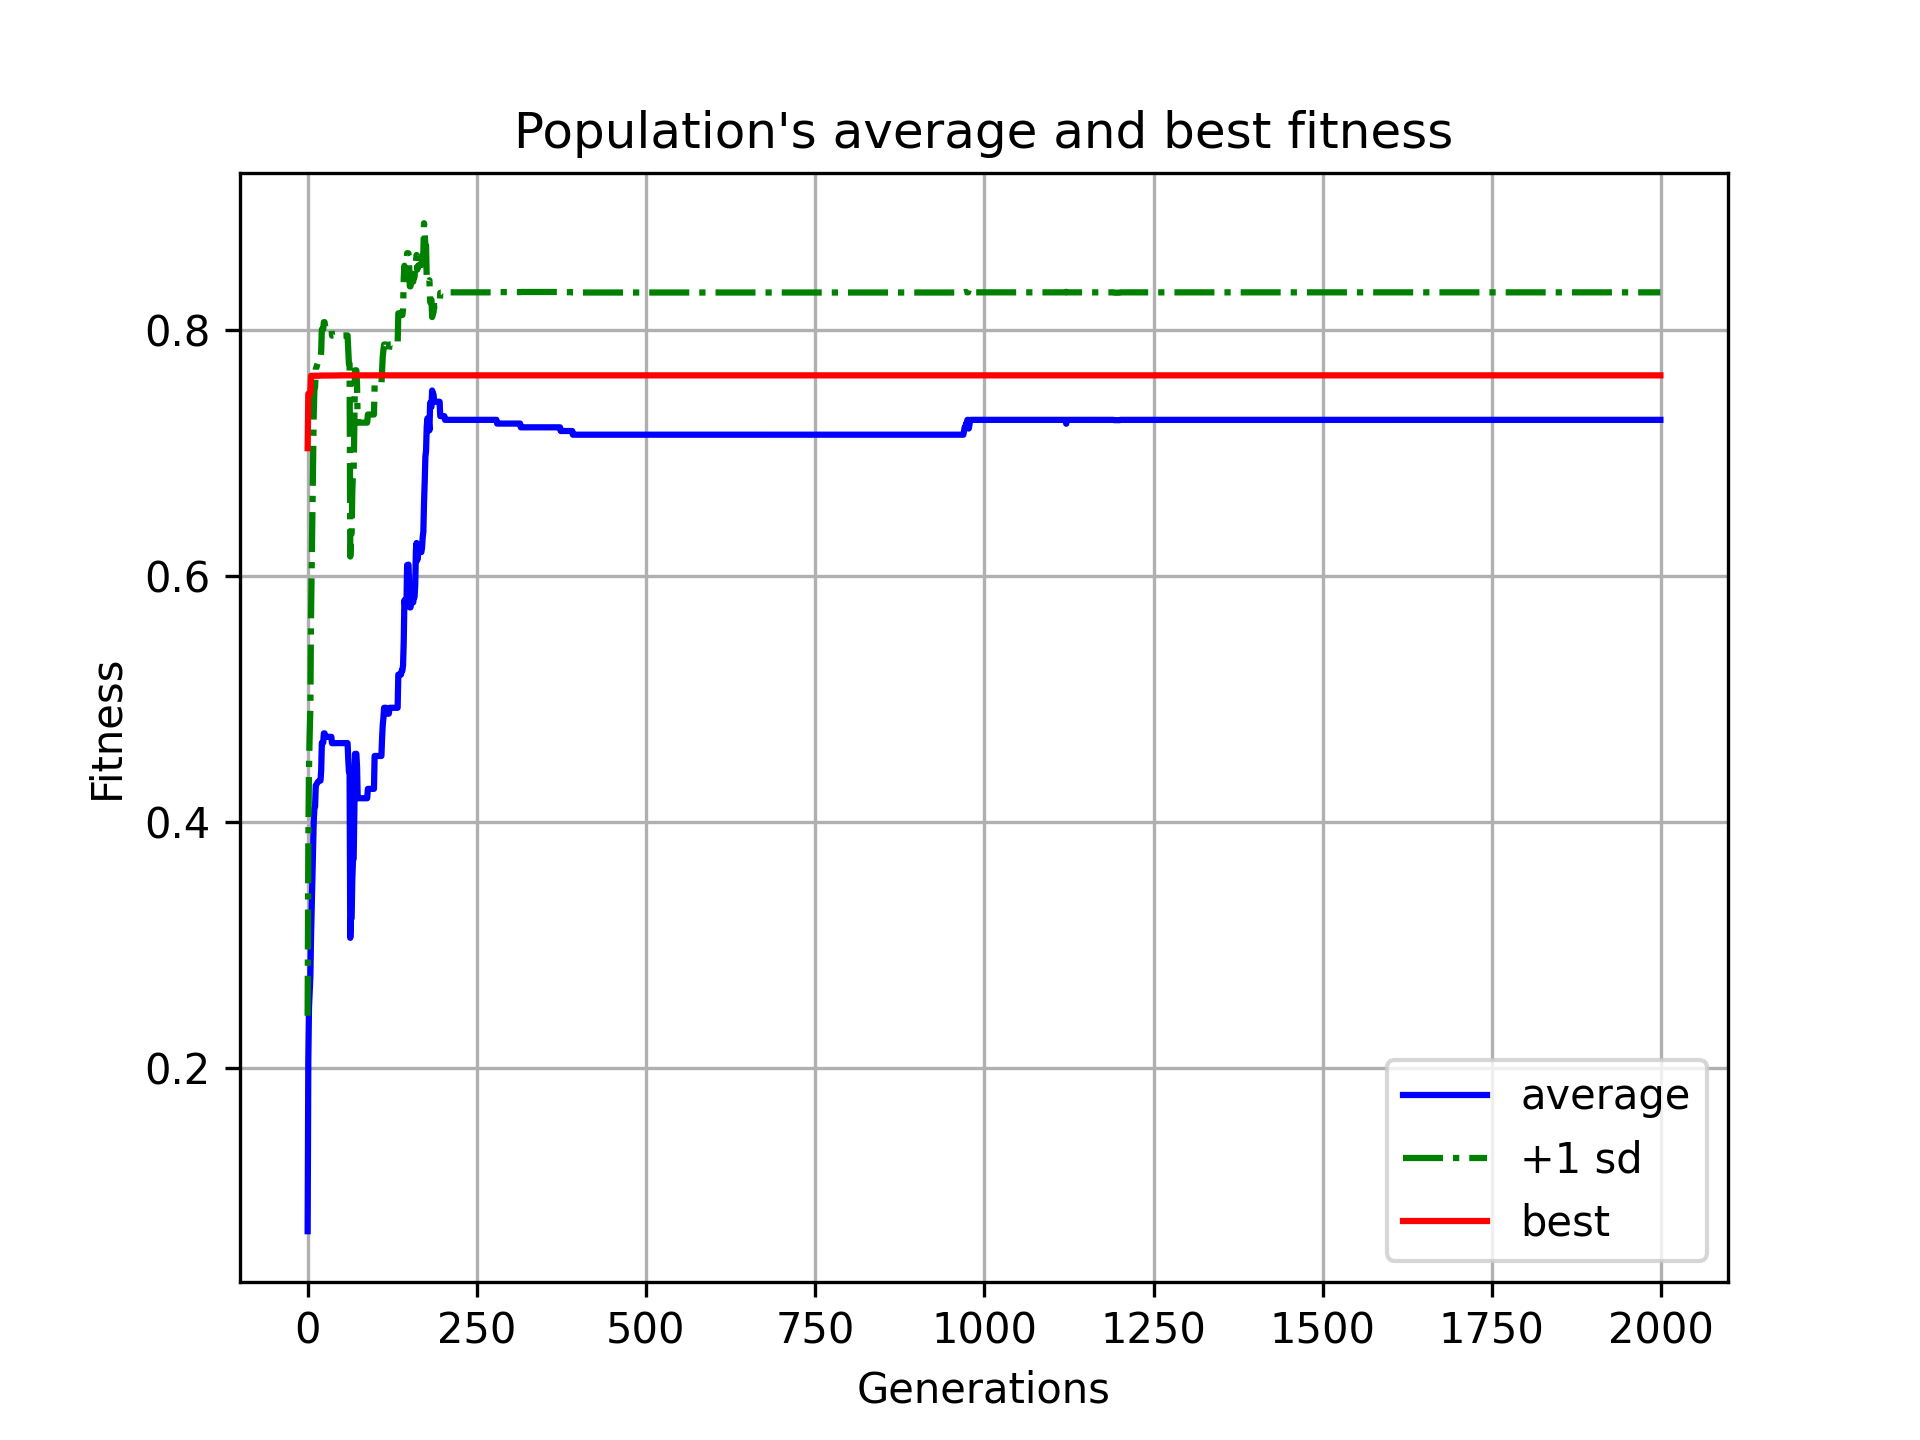 Population's average and best fitness
Fitness
0.8
0.6
0.4
0.2
0 250 500 750 1000 1250 1500 1750 2000
Generations
average
+1 sd
best